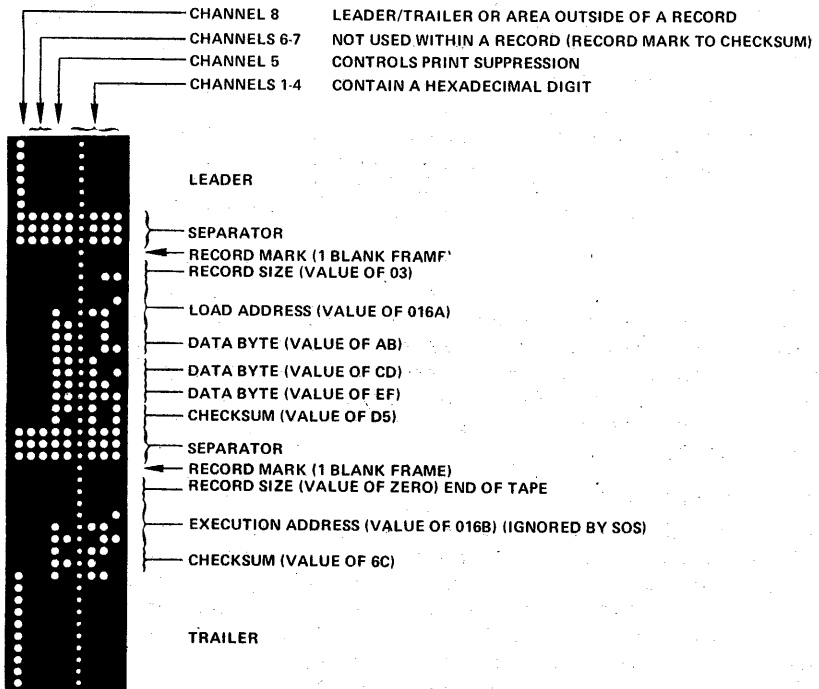 CHANNEL 8 LEADER/TRAILER OR AREA OUTSIDE OF A RECORD
CHANNELS 6-7 NOT USED WITHIN A RECORD (RECORD MARK TO CHECKSUM)
CHANNEL 5 CONTROLS PRINT SUPPRESSION
CHANNELS 1-4 CONTAIN A HEXADECIMAL DIGIT
LEADER
SEPARATOR
RECORD MARK (1 BLANK FRAME)
RECORD SIZE (VALUE OF 03)
LOAD ADDRESS (VALUE OF 016A)
DATA BYTE (VALUE OF AB)
DATA BYTE (VALUE OF CD)
DATA BYTE (VALUE OF EF)
CHECKSUM (VALUE OF D5)
SEPARATOR
RECORD MARK (1 BLANK FRAME)
RECORD SIZE (VALUE OF ZERO) END OF TAPE
EXECUTION ADDRESS (VALUE OF 016B) (IGNORED BY SOS)
CHECKSUM (VALUE OF 6C)
TRAILER